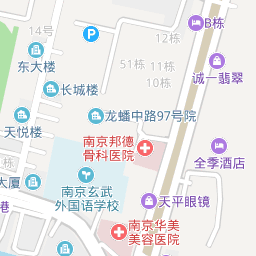 B栋
14号
P
12栋
东大楼
51栋
11栋
诚一翡翠
10栋
长城楼
龙蟠中路97号院
天悦楼
南京邦德
骨科医院
全季酒店
大厦
南京玄武
外国语学校
天平眼镜
港
南京华美
美容医院